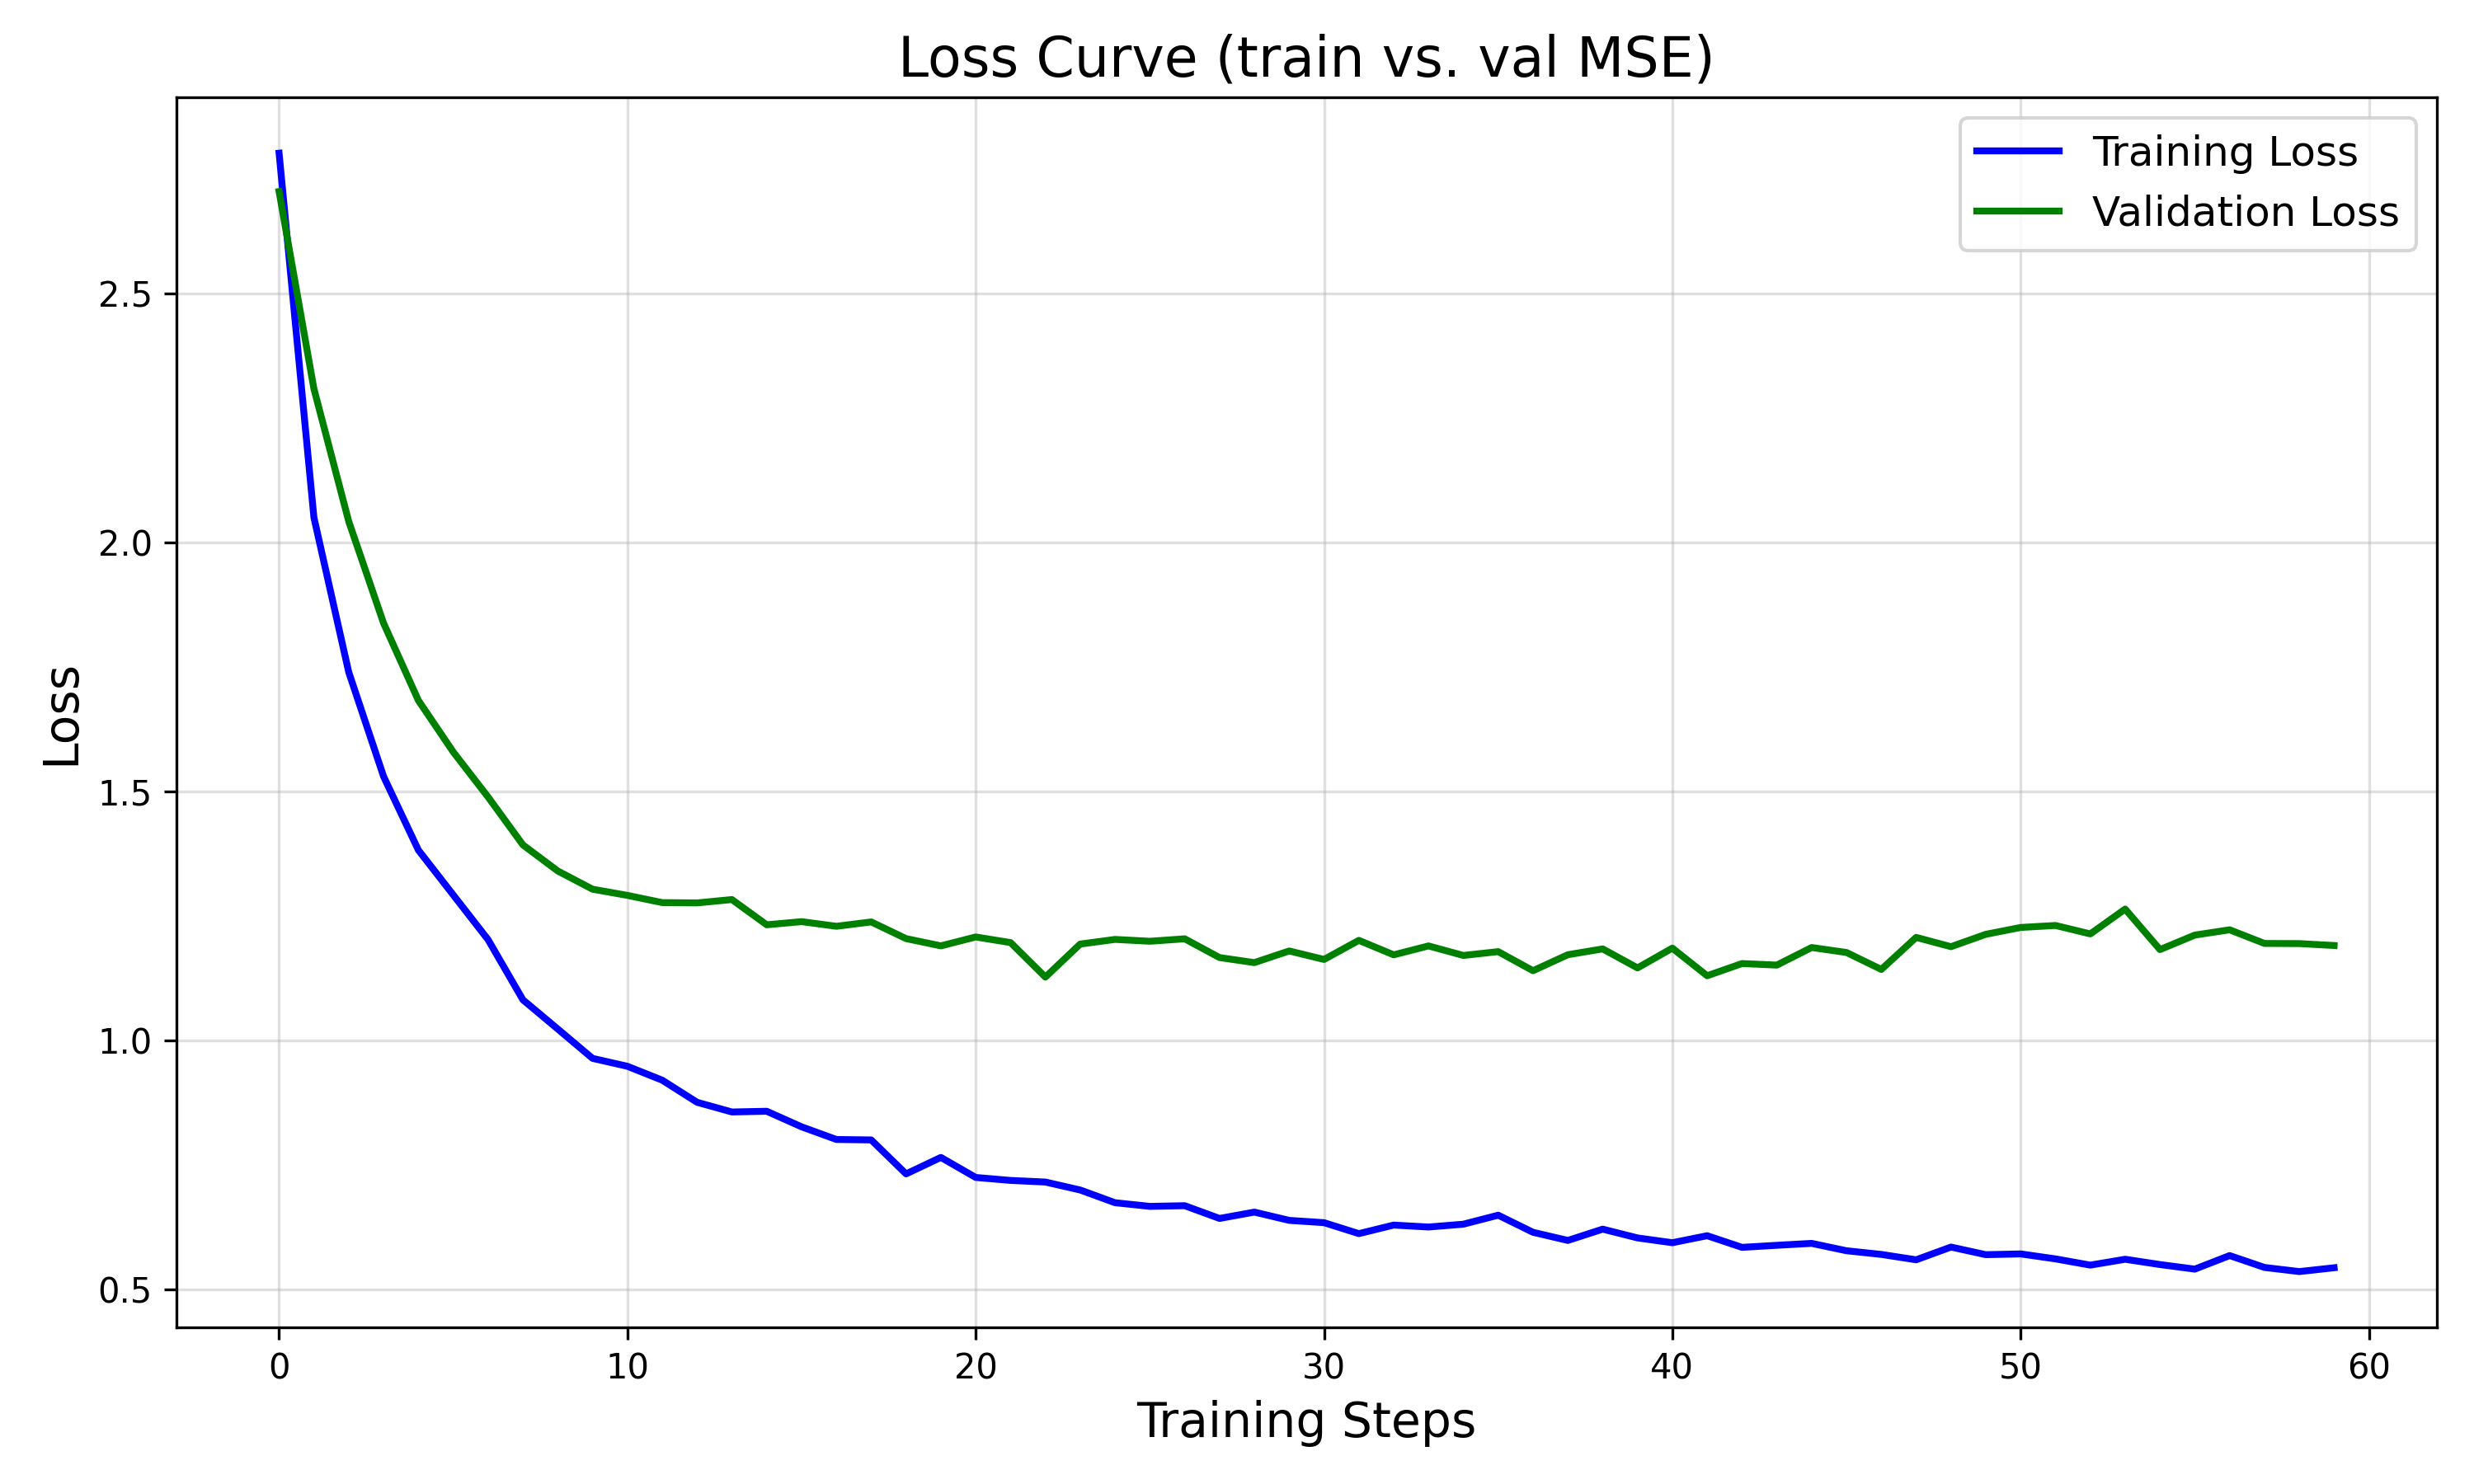 Loss Curve (train vs. val MSE)
Training Loss
Validation Loss
2.5
2.0
1.5
1.0
0.5
Loss
0 10 20 30 40 50 60
Training Steps